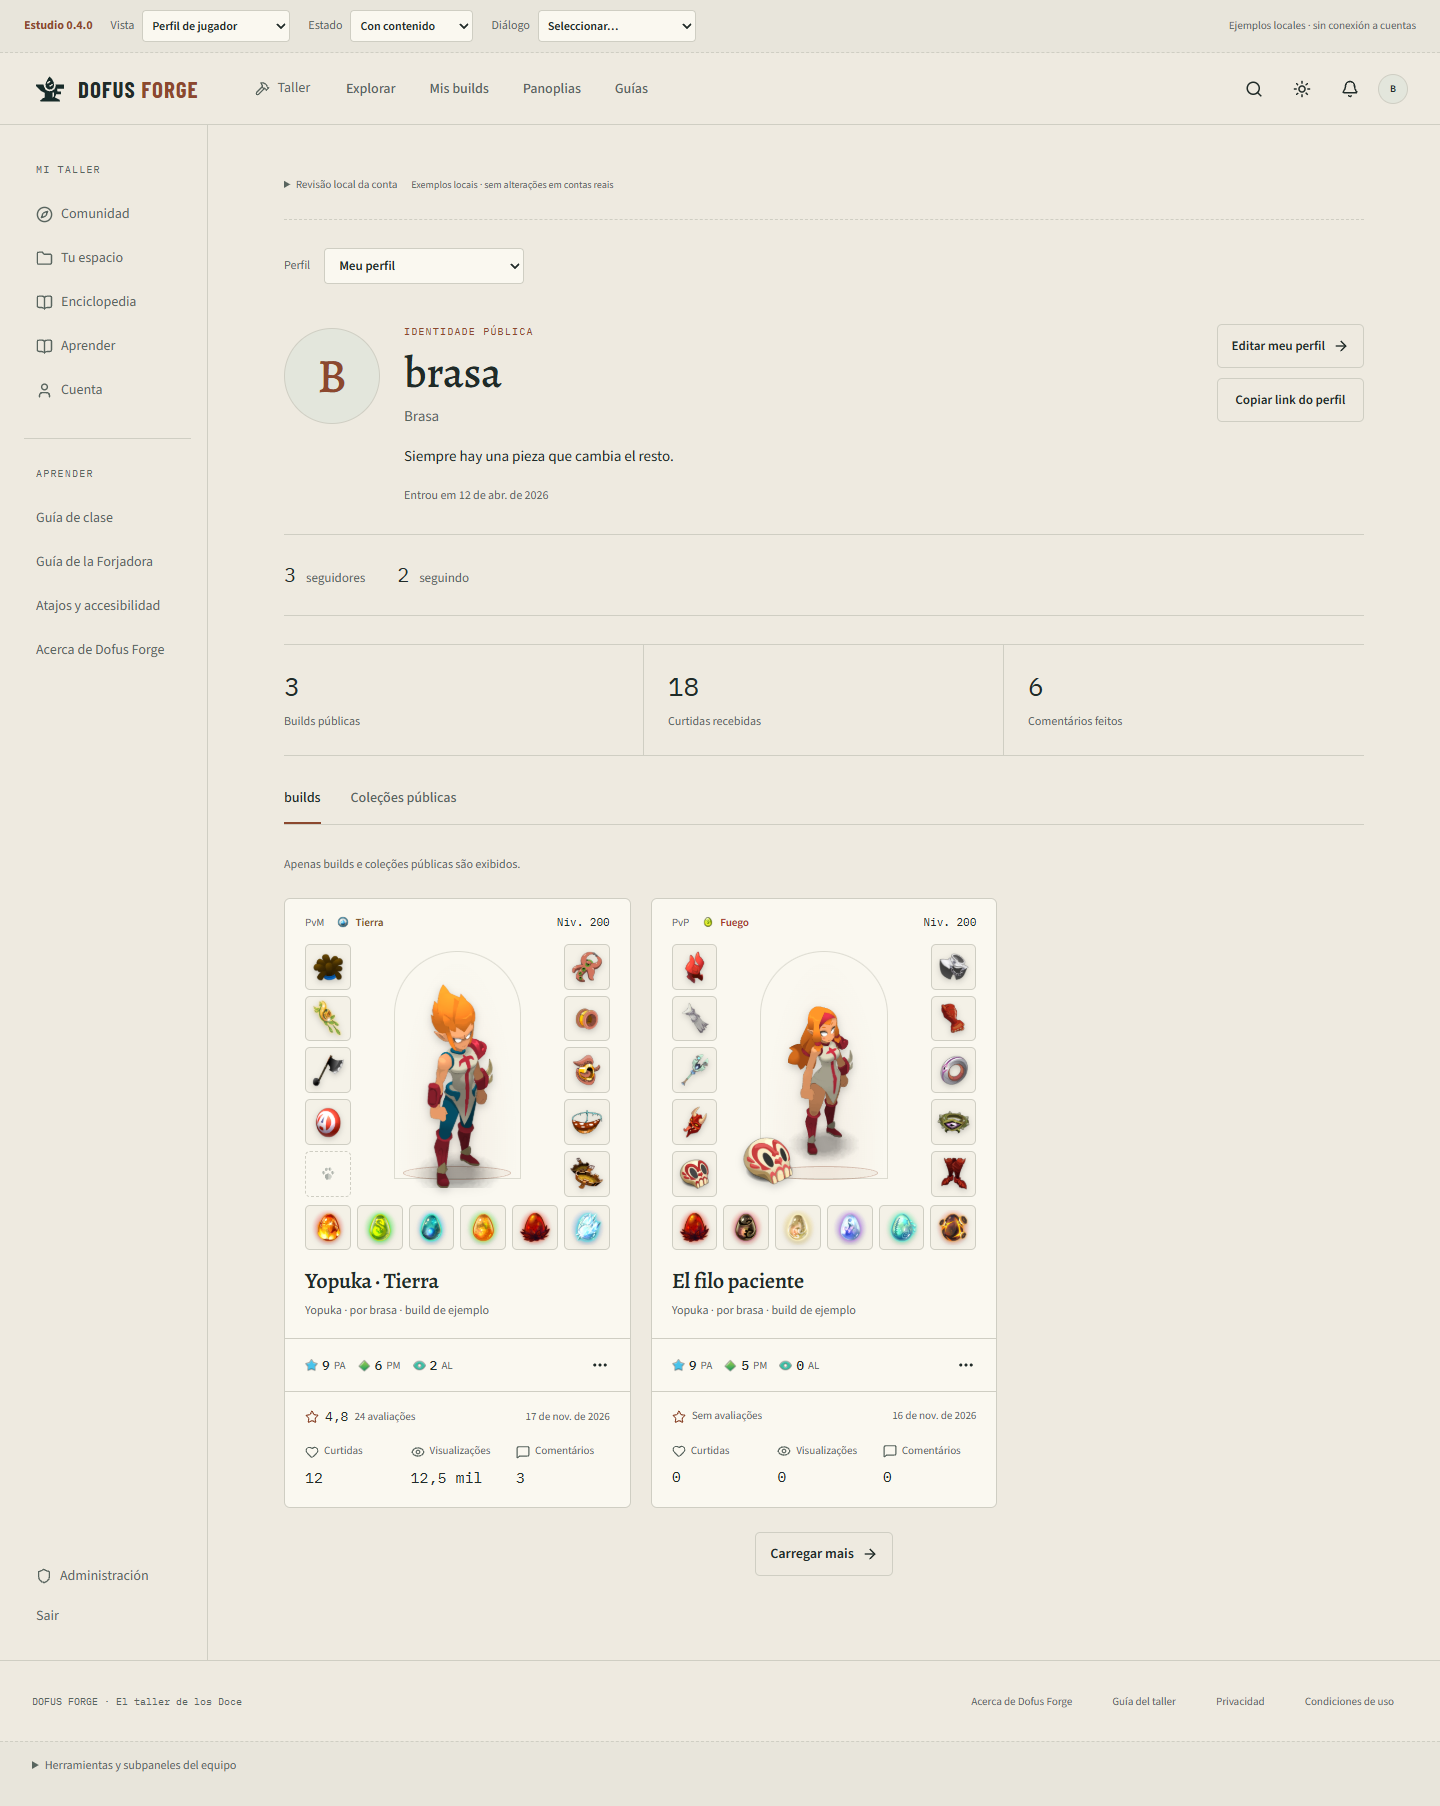 Estudio 0.4.0 Vista Perfil de jugador Estado Con contenido Diálogo Seleccionar... Ejemplos locales · sin conexión a cuentas
DOFUS FORGE Taller Explorar Mis builds Panoplias Guías B
MI TALLER
Comunidad
Tu espacio
Enciclopedia
Aprender
Cuenta
APRENDER
Guía de clase
Guía de la Forjadora
Atajos y accesibilidad
Acerca de Dofus Forge
Administración
Sair
Revisão local da conta Exemplos locais · sem alterações em contas reais
Perfil Meu perfil
B
IDENTIDADE PÚBLICA
brasa
Brasa
Siempre hay una pieza que cambia el resto.
Entrou em 12 de abr. de 2026
Editar meu perfil
Copiar link do perfil
3 seguidores 2 seguindo
3
Builds públicas
18
Curtidas recebidas
6
Comentários feitos
builds Coleções públicas
Apenas builds e coleções públicas são exibidos.
PvM Tierra Niv. 200
Yopuka · Tierra
Yopuka · por brasa · build de ejemplo
9 PA 6 PM 2 AL
4,8 24 avaliações 17 de nov. de 2026
Curtidas Visualizações Comentários
12 12,5 mil 3
PvP Fuego Niv. 200
El filo paciente
Yopuka · por brasa · build de ejemplo
9 PA 5 PM 0 AL
Sem avaliações 16 de nov. de 2026
Curtidas Visualizações Comentários
0 0 0
Carregar mais
DOFUS FORGE · El taller de los Doce Acerca de Dofus Forge Guía del taller Privacidad Condiciones de uso
Herramientas y subpaneles del equipo